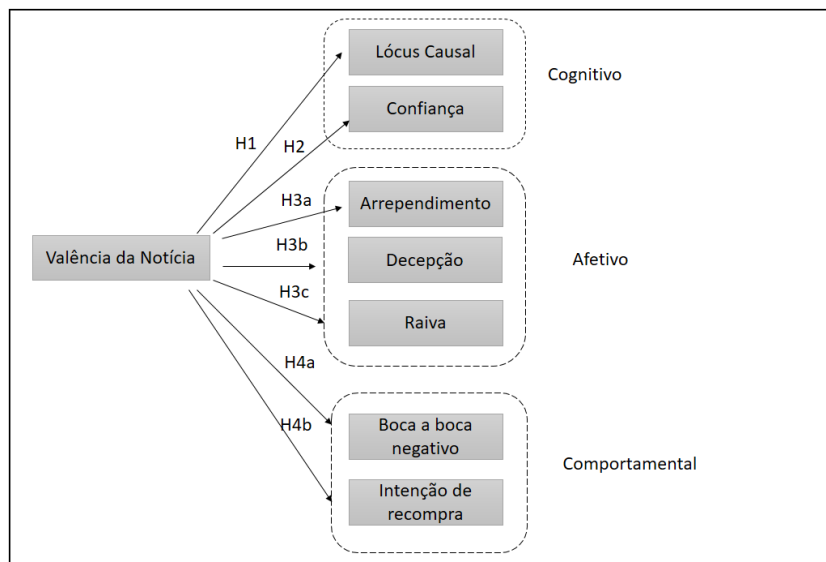 Lócus Causal
Cognitivo
Confiança
H1
H2
H3a
Arrependimento
H3b
Valência da Notícia
Decepção
Afetivo
H3c
Raiva
H4a
H4b
Boca a boca
negativo
Comportamental
Intenção de
recompra